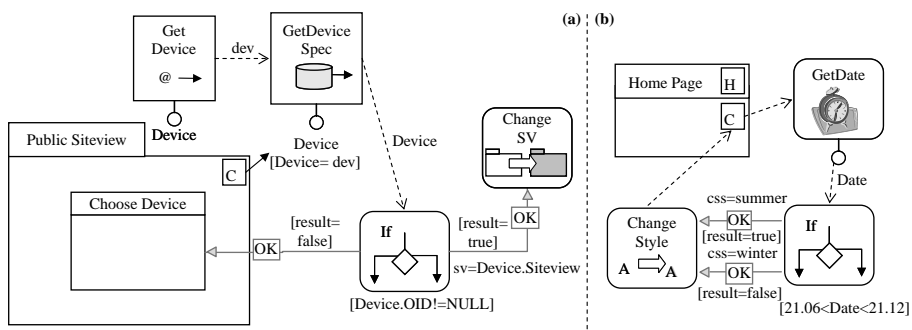 (a)
(b)
Get
Device
@
dev
GetDevice
Spec
Device
Device
[Device= dev]
Device
Public Siteview
C
Choose Device
OK
[result=
false]
If
[result=
true]
OK
sv=Device.Siteview
[Device.OID!=NULL]
Change
SV
Home Page
H
C
GetDate
Date
css=summer
OK
[result=true]
css=winter
OK
[result=false]
Change
Style
A
A
If
[21.06<Date<21.12]